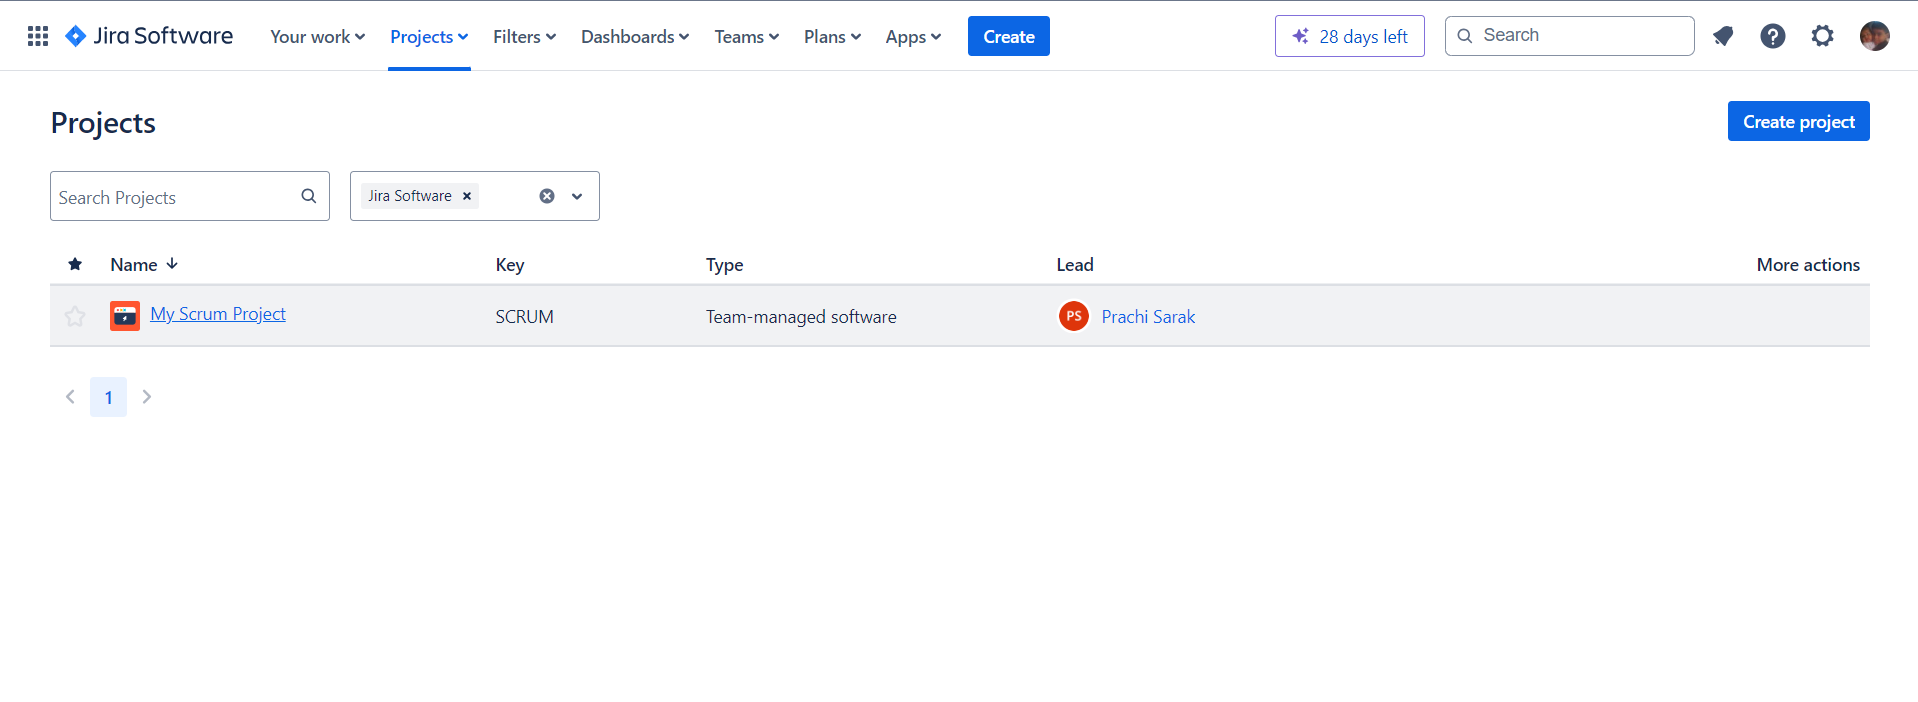 Jira Software Your work Projects Filters Dashboards Teams Plans Apps Create 28 days left Search
Projects
Create project
Search Projects
Jira Software
Name Key Type Lead More actions
My Scrum Project SCRUM Team-managed software PS Prachi Sarak
1